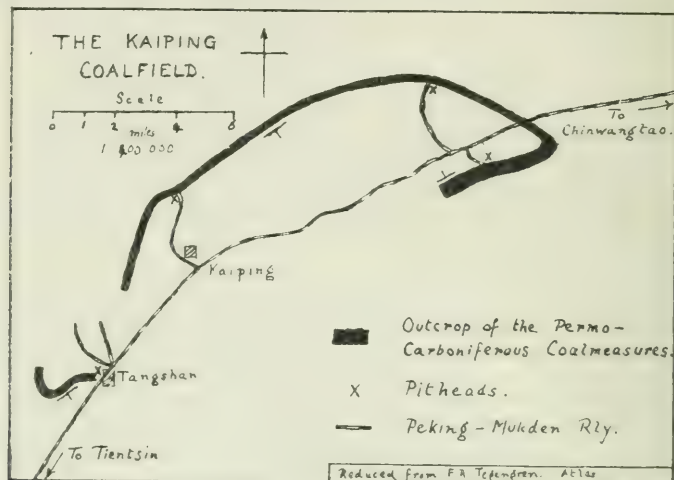 THE KAIPING
COALFIELD.
Scale
0 1 2 4 6
miles
To
Chinwangtao.
Kaiping
Outcrop of the Permo-
Carboniferous Coalmeasures.
X Pitheads.
Peking - Mukden Rly.
Tangshan
To Tientsin
Reduced from F. R. Atlas